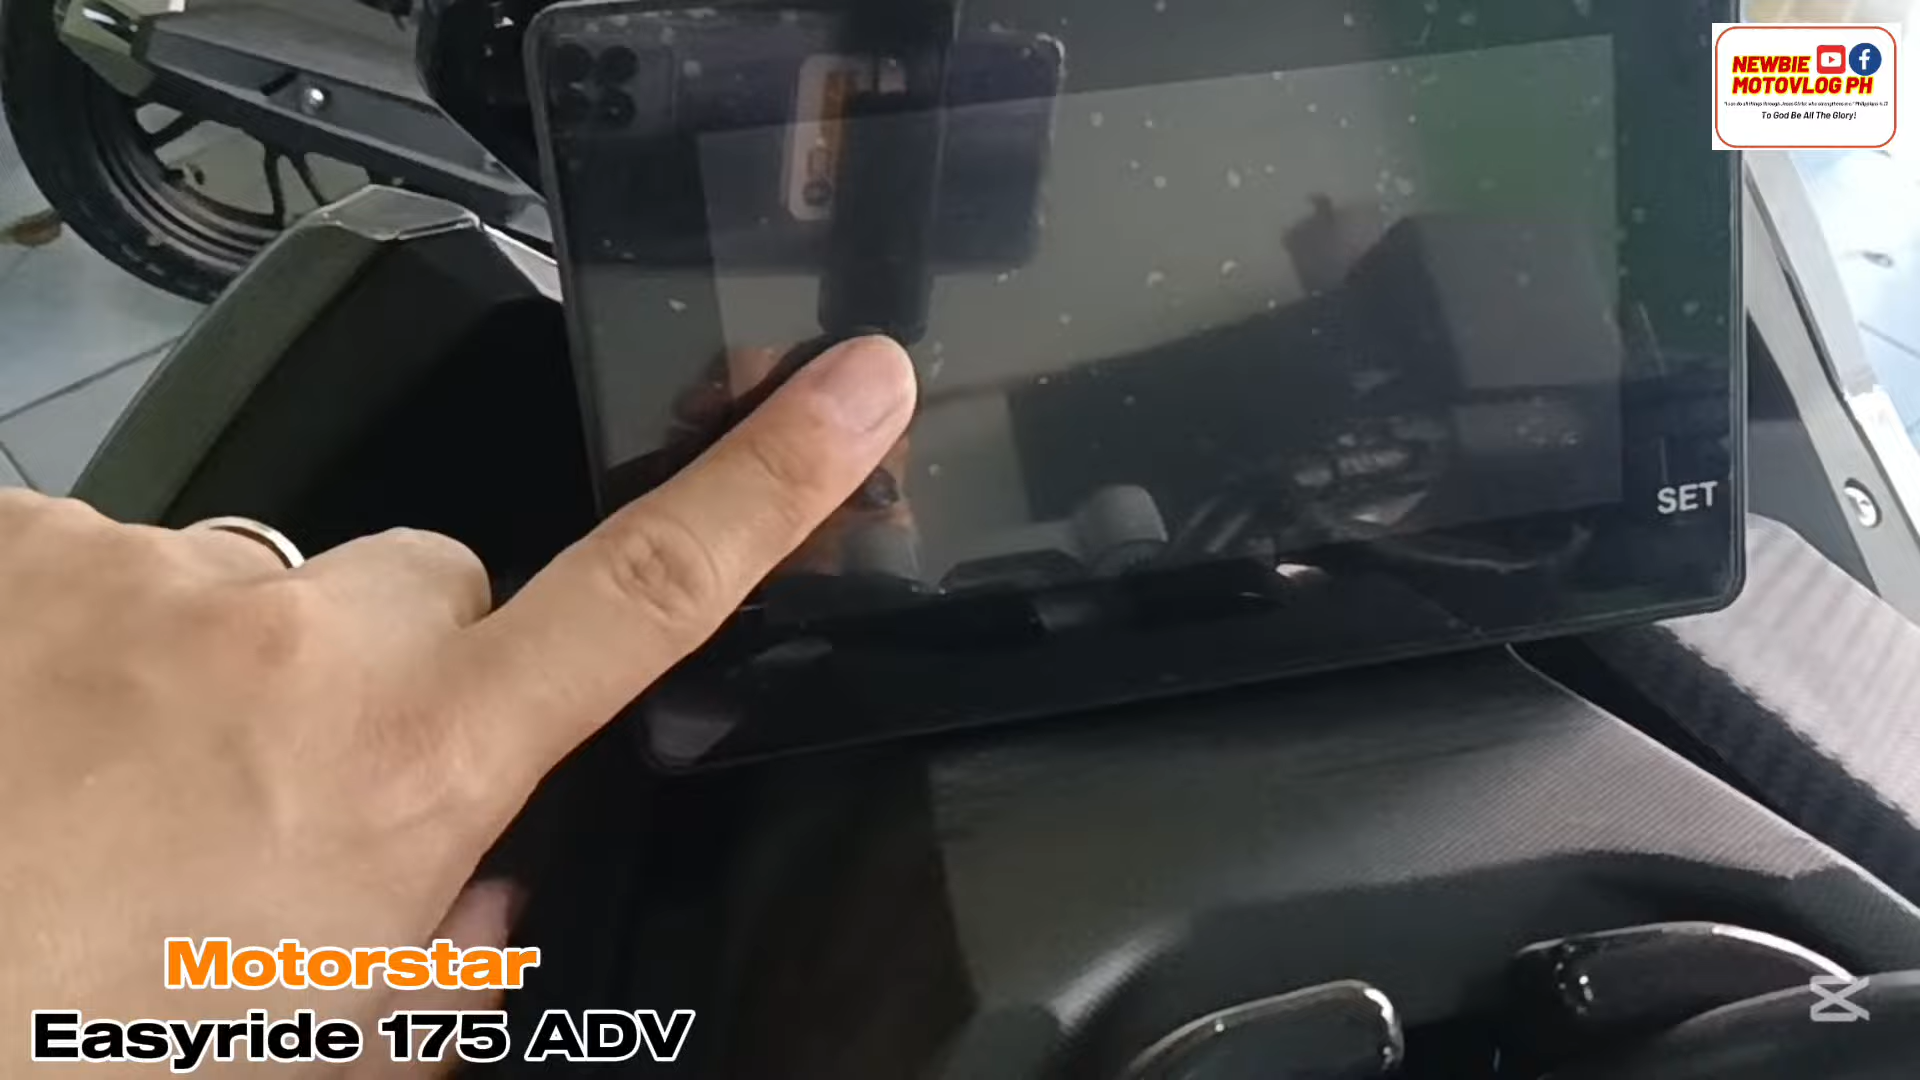 NEWBIE
MOTOVLOG PH
To God Be All The Glory!
SET
Motorstar
Easyride 175 ADV